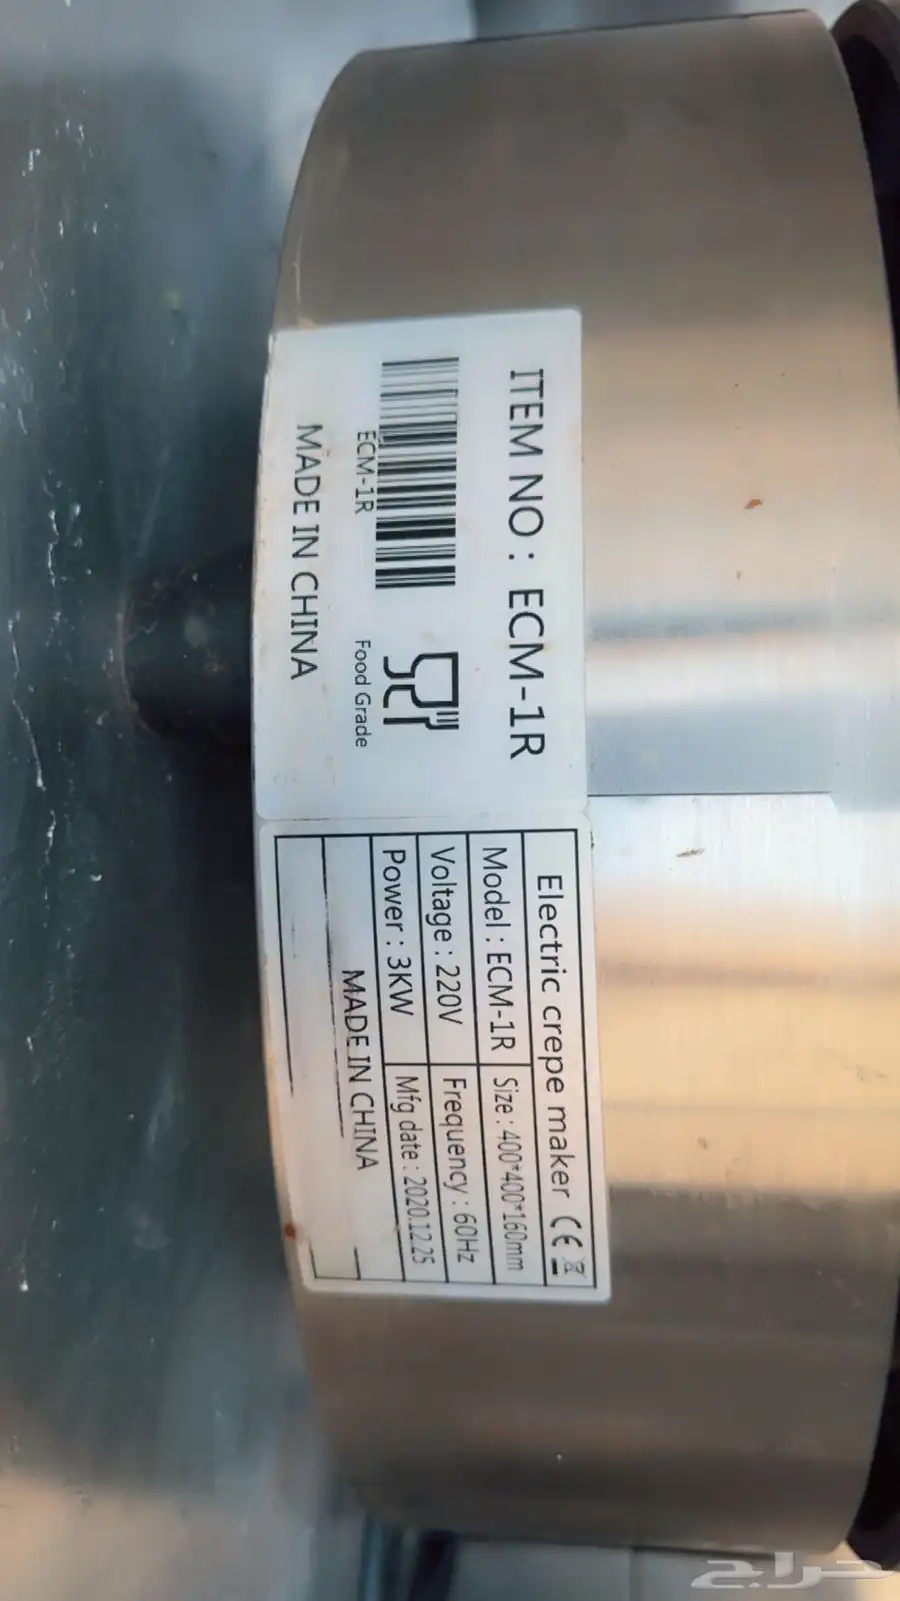 ITEM NO : ECM-1R
ECM-1R
Food Grade
MADE IN CHINA
Electric crepe maker CE
Model : ECM-1R Size : 400*400*160mm
Voltage : 220V Frequency : 60Hz
Power : 3KW Mfg date : 2020.12.25
MADE IN CHINA
حراج